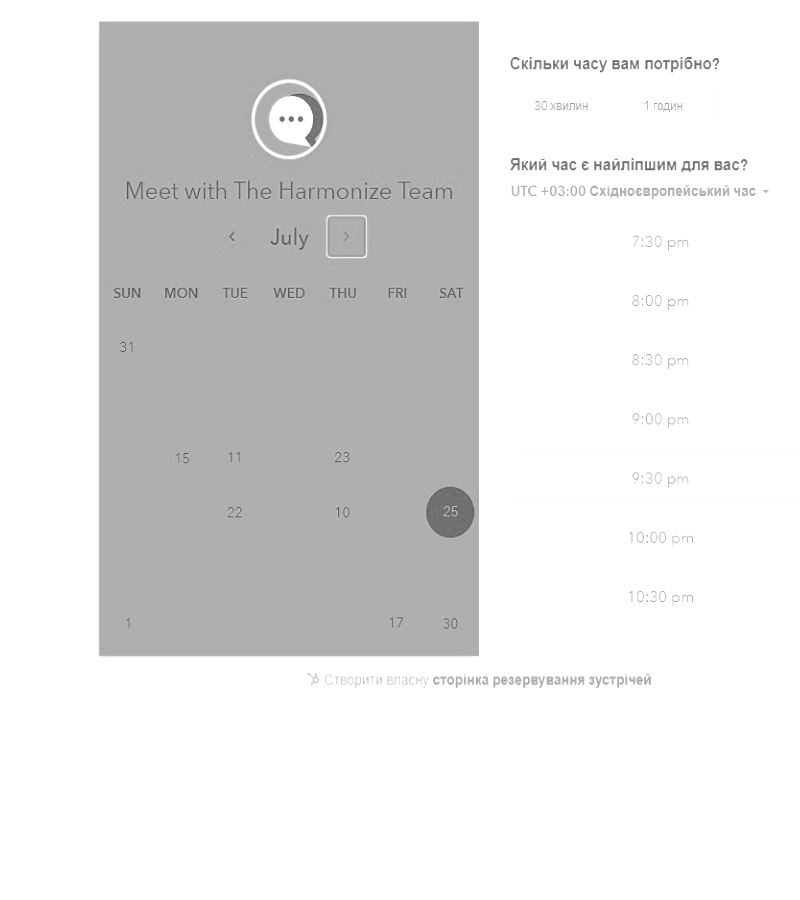 Meet with The Harmonize Team
July
SUN MON TUE WED THU FRI SAT
31
15 11 23
22 10 25
1 17 30
Скільки часу вам потрібно?
30 хвилин 1 годин
Який час є найліпшим для вас?
UTC +03:00 Східноєвропейський час
7:30 pm
8:00 pm
8:30 pm
9:00 pm
9:30 pm
10:00 pm
10:30 pm
Створити власну сторінка резервування зустрічей